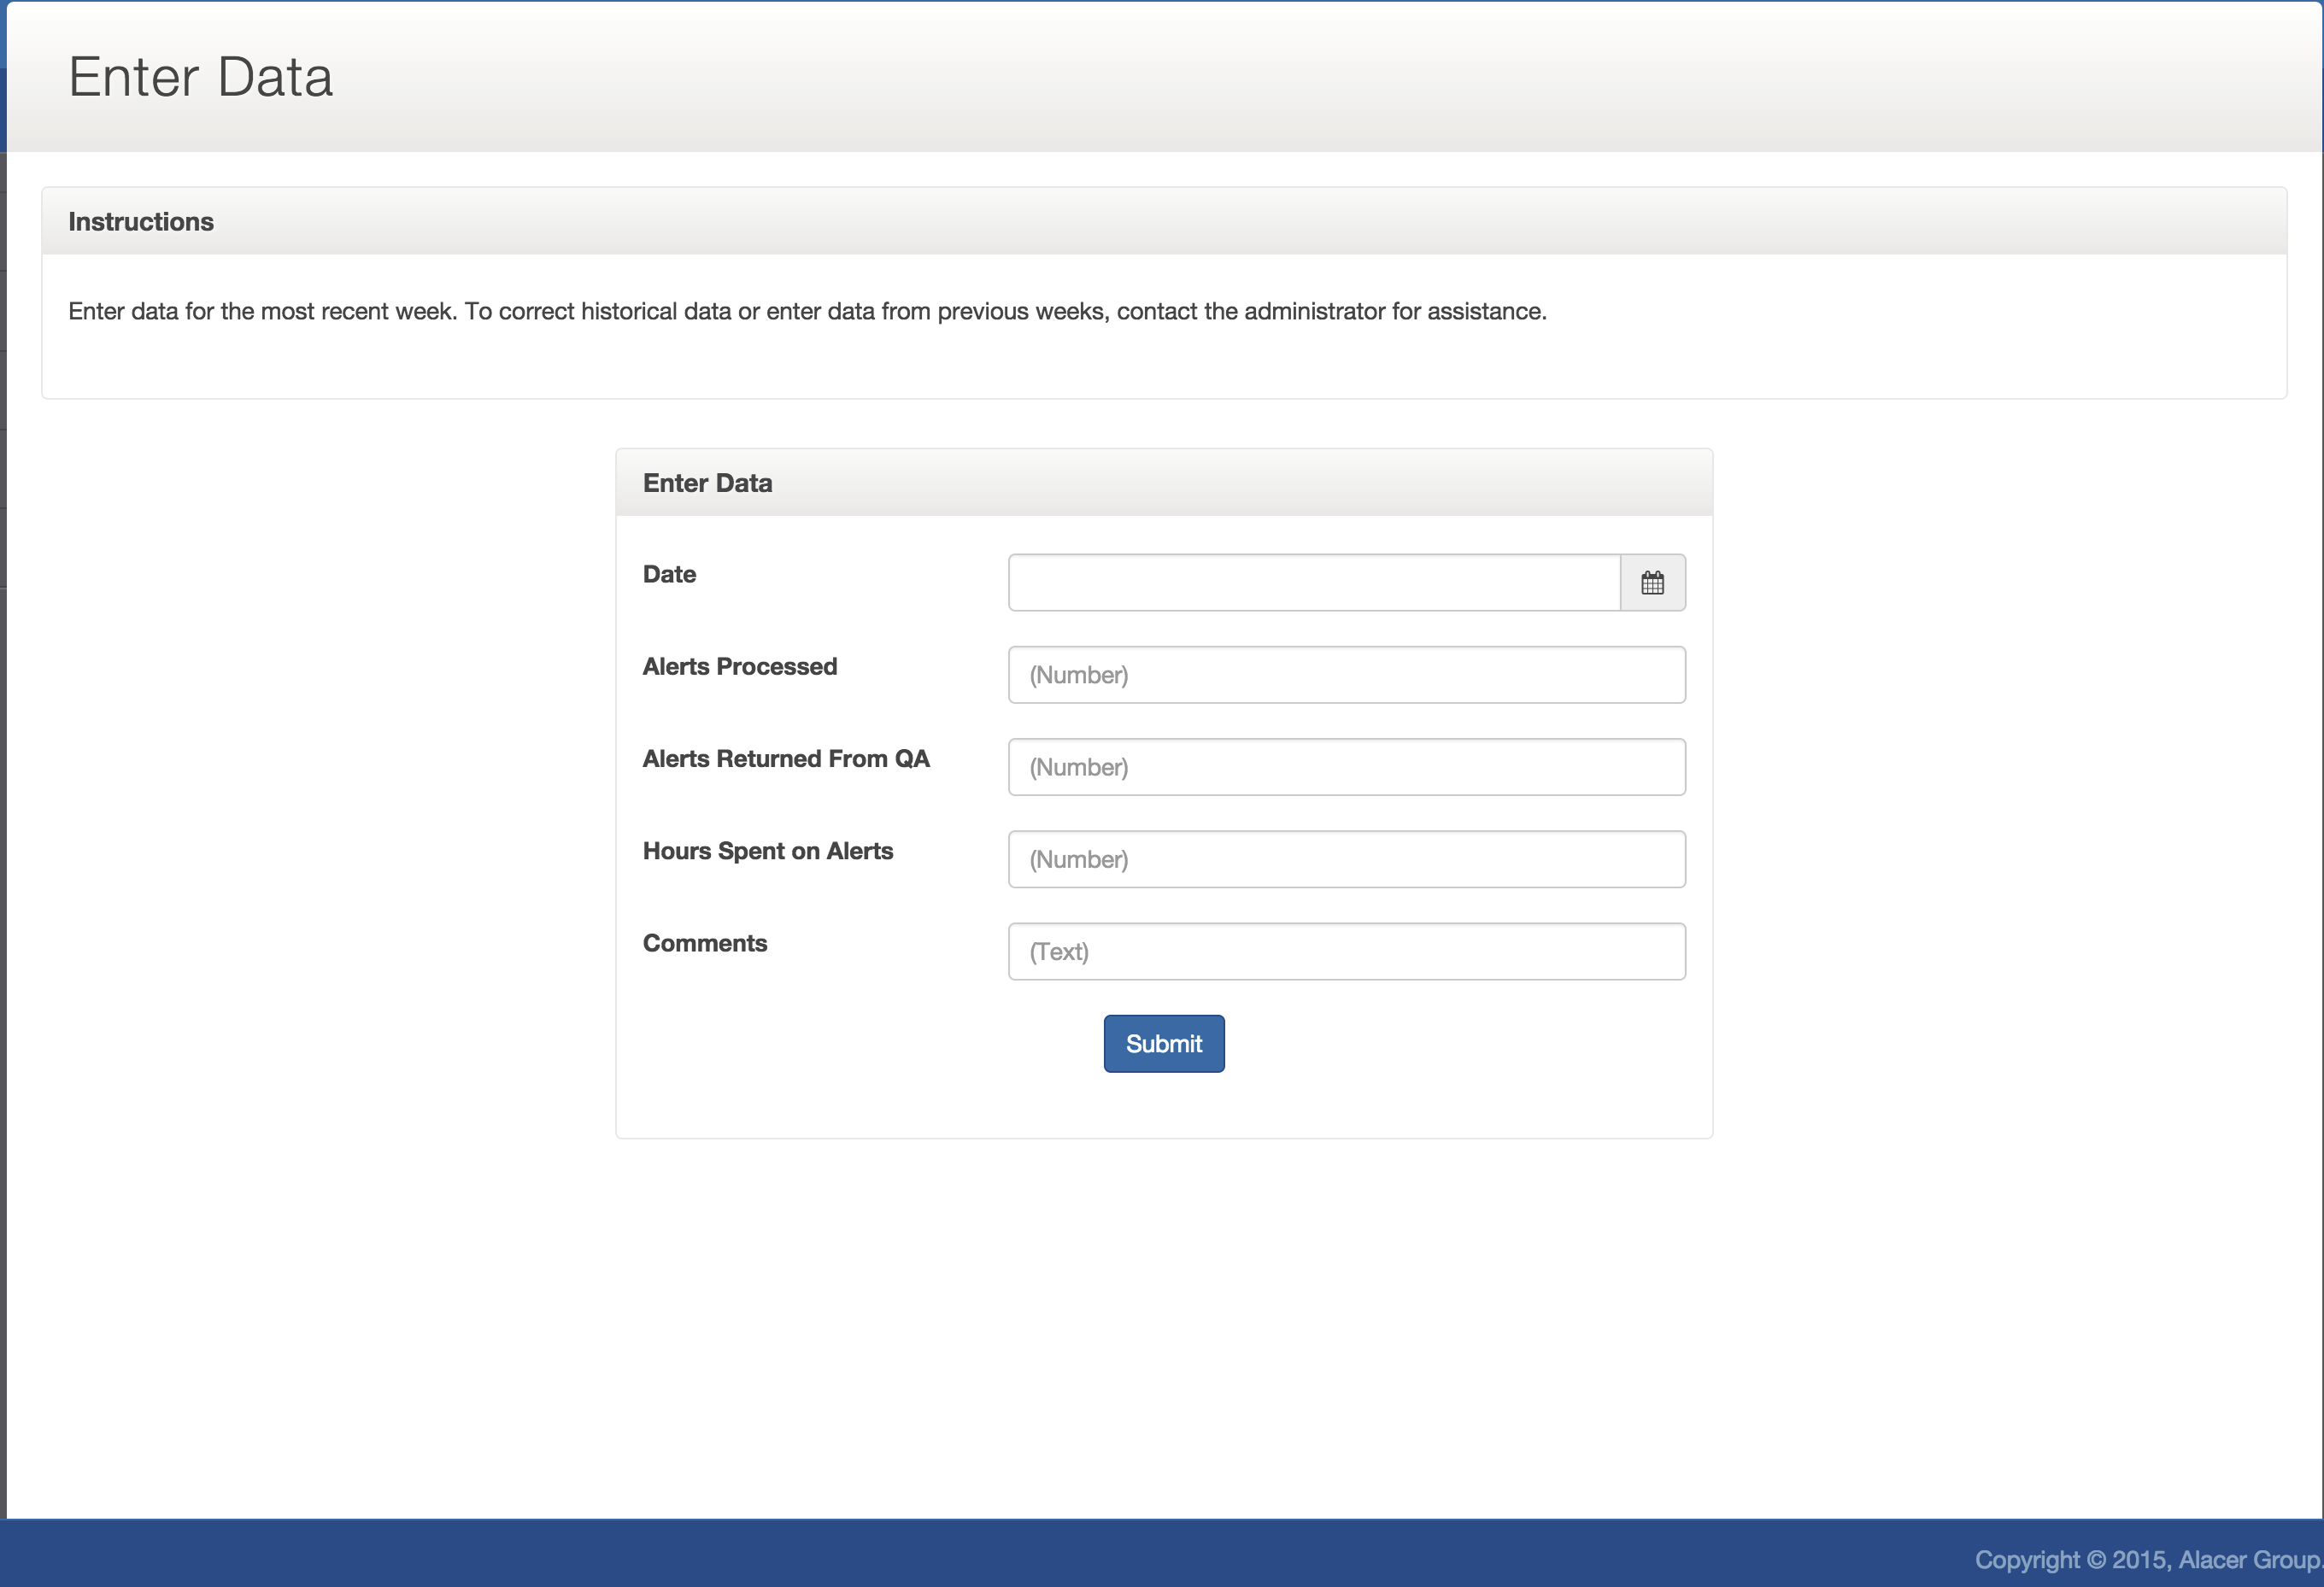 Enter Data
Instructions
Enter data for the most recent week. To correct historical data or enter data from previous weeks, contact the administrator for assistance.
Enter Data
Date
Alerts Processed
(Number)
Alerts Returned From QA
(Number)
Hours Spent on Alerts
(Number)
Comments
(Text)
Submit
Copyright © 2015, Alacer Group.